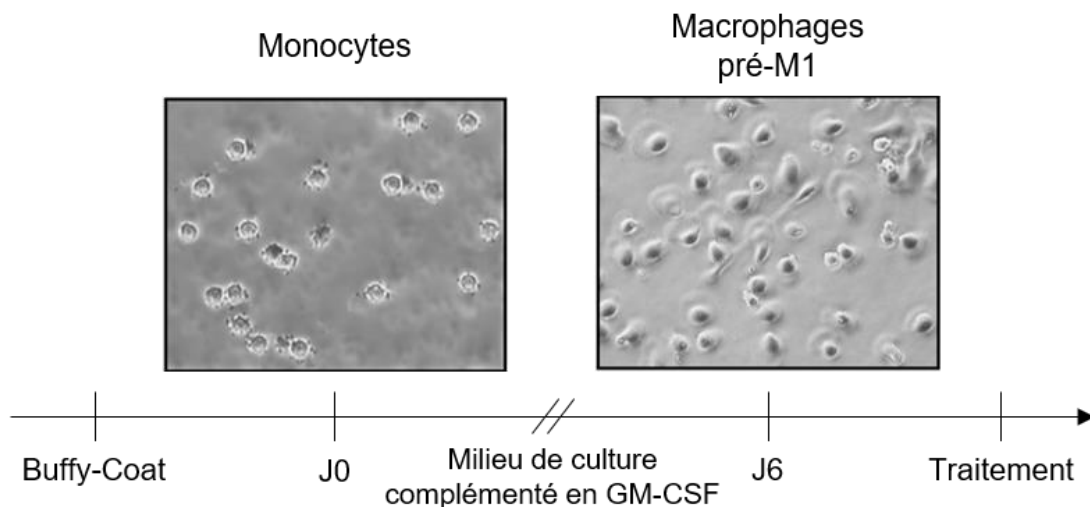 Monocytes
Macrophages
pré-M1
Buffy-Coat
J0
Milieu de culture
complémenté en GM-CSF
J6
Traitement